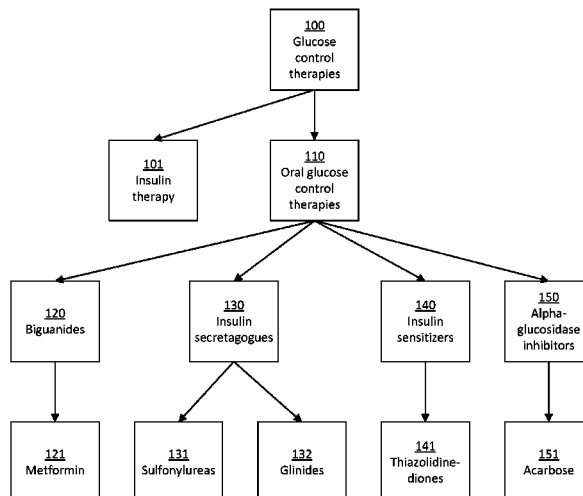 100
Glucose
control
therapies
101
Insulin
therapy
110
Oral glucose
control
therapies
120
Biguanides
130
Insulin
secretagogues
140
Insulin
sensitizers
150
Alpha-
glucosidase
inhibitors
121
Metformin
131
Sulfonylureas
132
Glinides
141
Thiazolidine-
diones
151
Acarbose